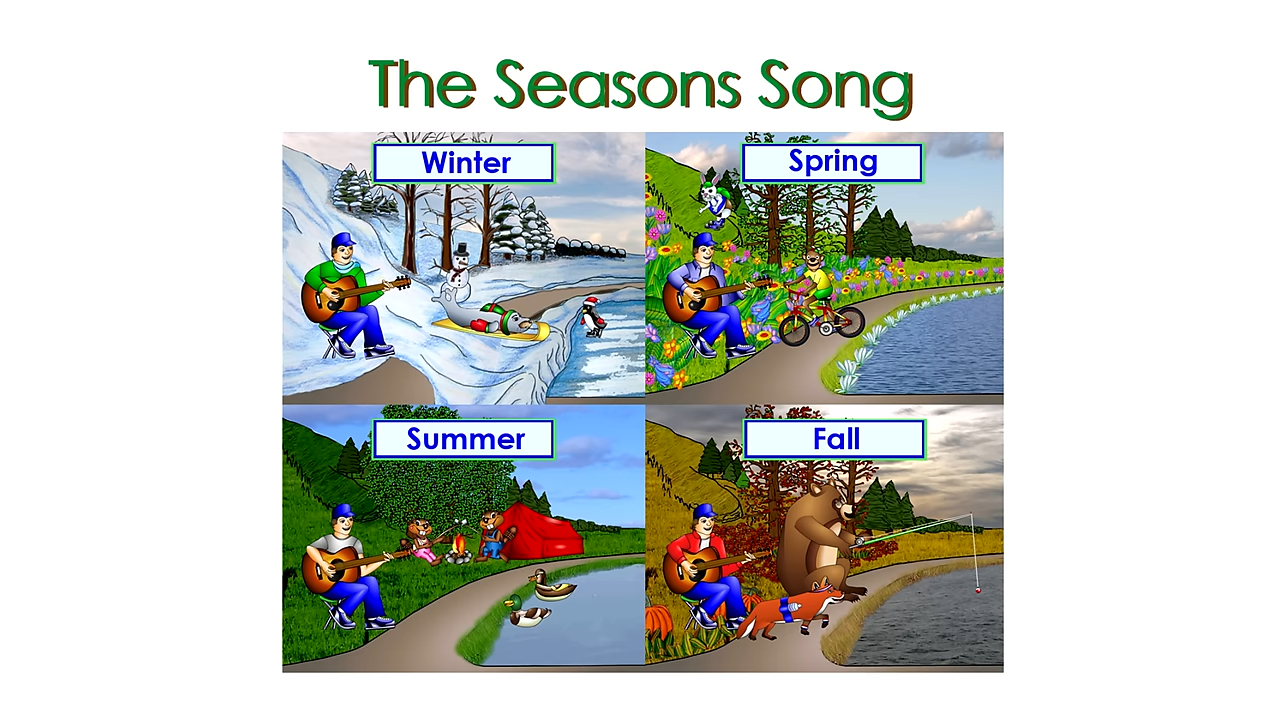 The Seasons Song
Winter
Spring
Summer
Fall